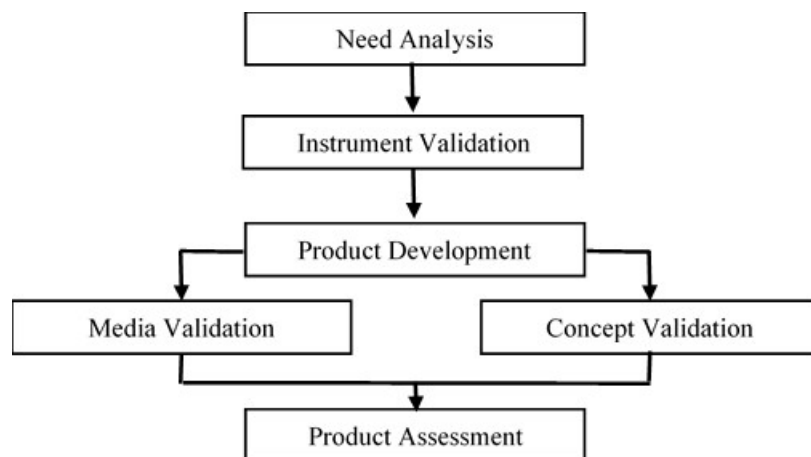 Need Analysis
Instrument Validation
Product Development
Media Validation
Concept Validation
Product Assessment